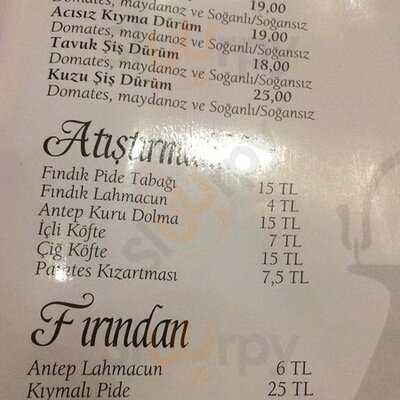 Domates, maydanoz ve Soğanlı/Soğansız
Acısız Kıyma Dürüm 19,00
Domates, maydanoz ve Soğanlı/Soğansız
Tavuk Şiş Dürüm 18,00
Domates, maydanoz ve Soğanlı/Soğansız
Kuzu Şiş Dürüm 25,00
Domates, maydanoz ve Soğanlı/Soğansız
Fındık Pide Tabağı 15 TL
Fındık Lahmacun 4 TL
Antep Kuru Dolma 15 TL
İçli Köfte 7 TL
Çiğ Köfte 15 TL
Patates Kızartması 7,5 TL
Fırından
Antep Lahmacun 6 TL
Kıymalı Pide 25 TL